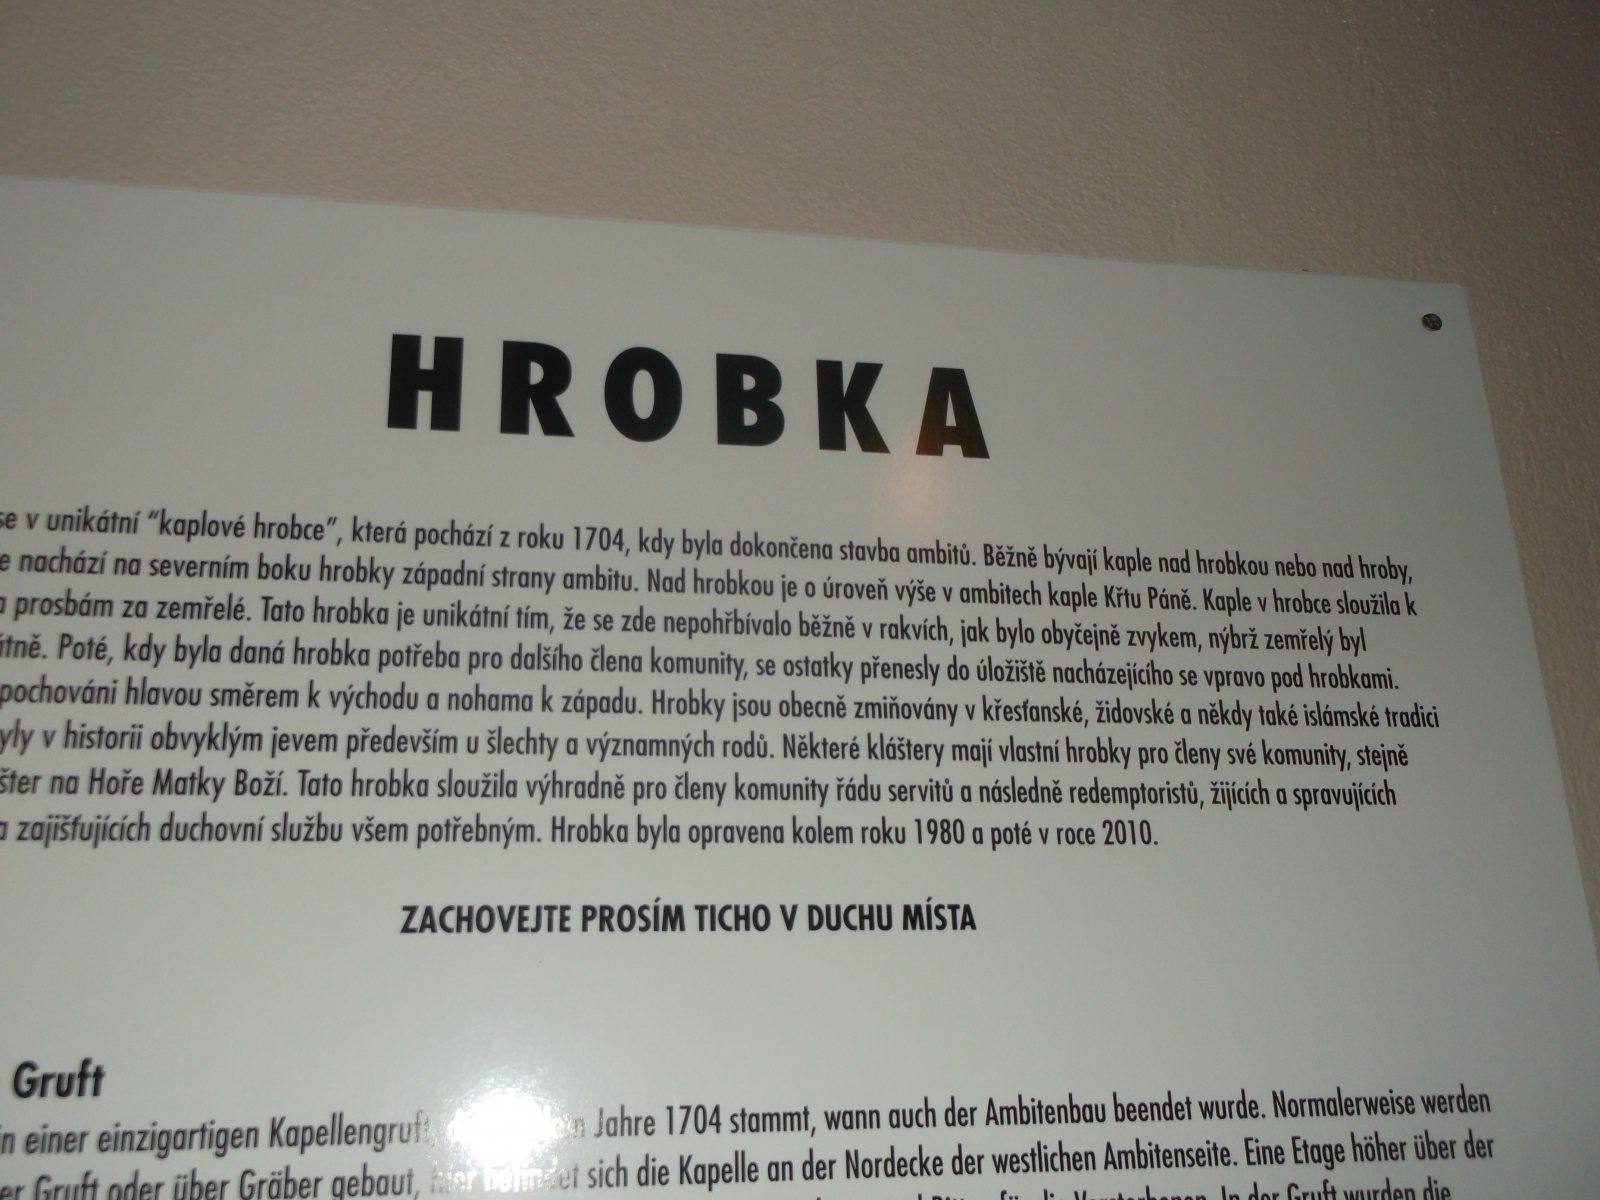 HROBKA
se v unikátní “kaplové hrobce”, která pochází z roku 1704, kdy byla dokončena stavba ambitů. Běžně bývají kaple nad hrobkou nebo nad hroby,
nachází na severním boku hrobky západní strany ambitu. Nad hrobkou je o úroveň výše v ambitech kaple Křtu Páně. Kaple v hrobce sloužila k
prosbám za zemřelé. Tato hrobka je unikátní tím, že se zde nepohřbívalo běžně v rakvích, jak bylo obyčejně zvykem, nýbrž zemřelý byl
Poté, kdy byla daná hrobka potřeba pro dalšího člena komunity, se ostatky přenesly do úložiště nacházejícího se vpravo pod hrobkami.
pochováni hlavou směrem k východu a nohama k západu. Hrobky jsou obecně zmiňovány v křesťanské, židovské a někdy také islámské tradici
v historii obvyklým jevem především u šlechty a významných rodů. Některé kláštery mají vlastní hrobky pro členy své komunity, stejně
na Hoře Matky Boží. Tato hrobka sloužila výhradně pro členy komunity řádu servitů a následně redemptoristů, žijících a spravujících
a zajišťujících duchovní službu všem potřebným. Hrobka byla opravena kolem roku 1980 a poté v roce 2010.
ZACHOVEJTE PROSÍM TICHO V DUCHU MÍSTA
Gruft
in einer einzigartigen Kapellengruft, Jahre 1704 stammt, wann auch der Ambitenbau beendet wurde. Normalerweise werden
Gruft oder über Gräber gebaut, hier befindet sich die Kapelle an der Nordecke der westlichen Ambitenseite. Eine Etage höher über der
In der Gruft wurden die